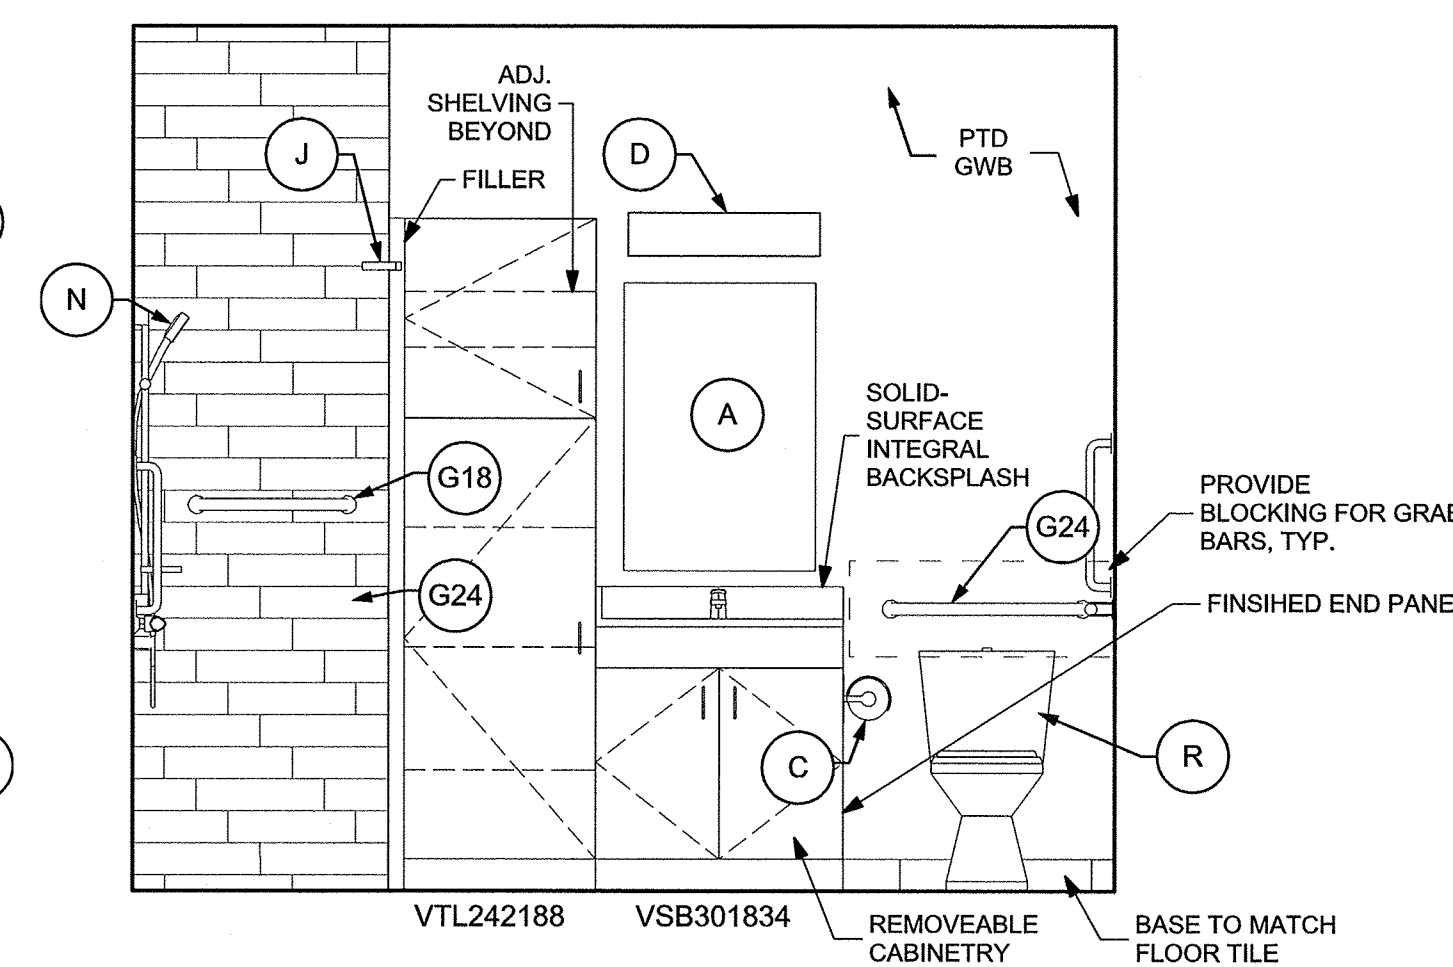 ADJ.
SHELVING
BEYOND
J
FILLER
D
PTD
GWB
N
A
SOLID-
SURFACE
INTEGRAL
BACKSPLASH
G18
G24
PROVIDE
BLOCKING FOR GRAB
BARS, TYP.
G24
FINSIHED END PANE
C
R
VTL242188
VSB301834
REMOVEABLE
CABINETRY
BASE TO MATCH
FLOOR TILE